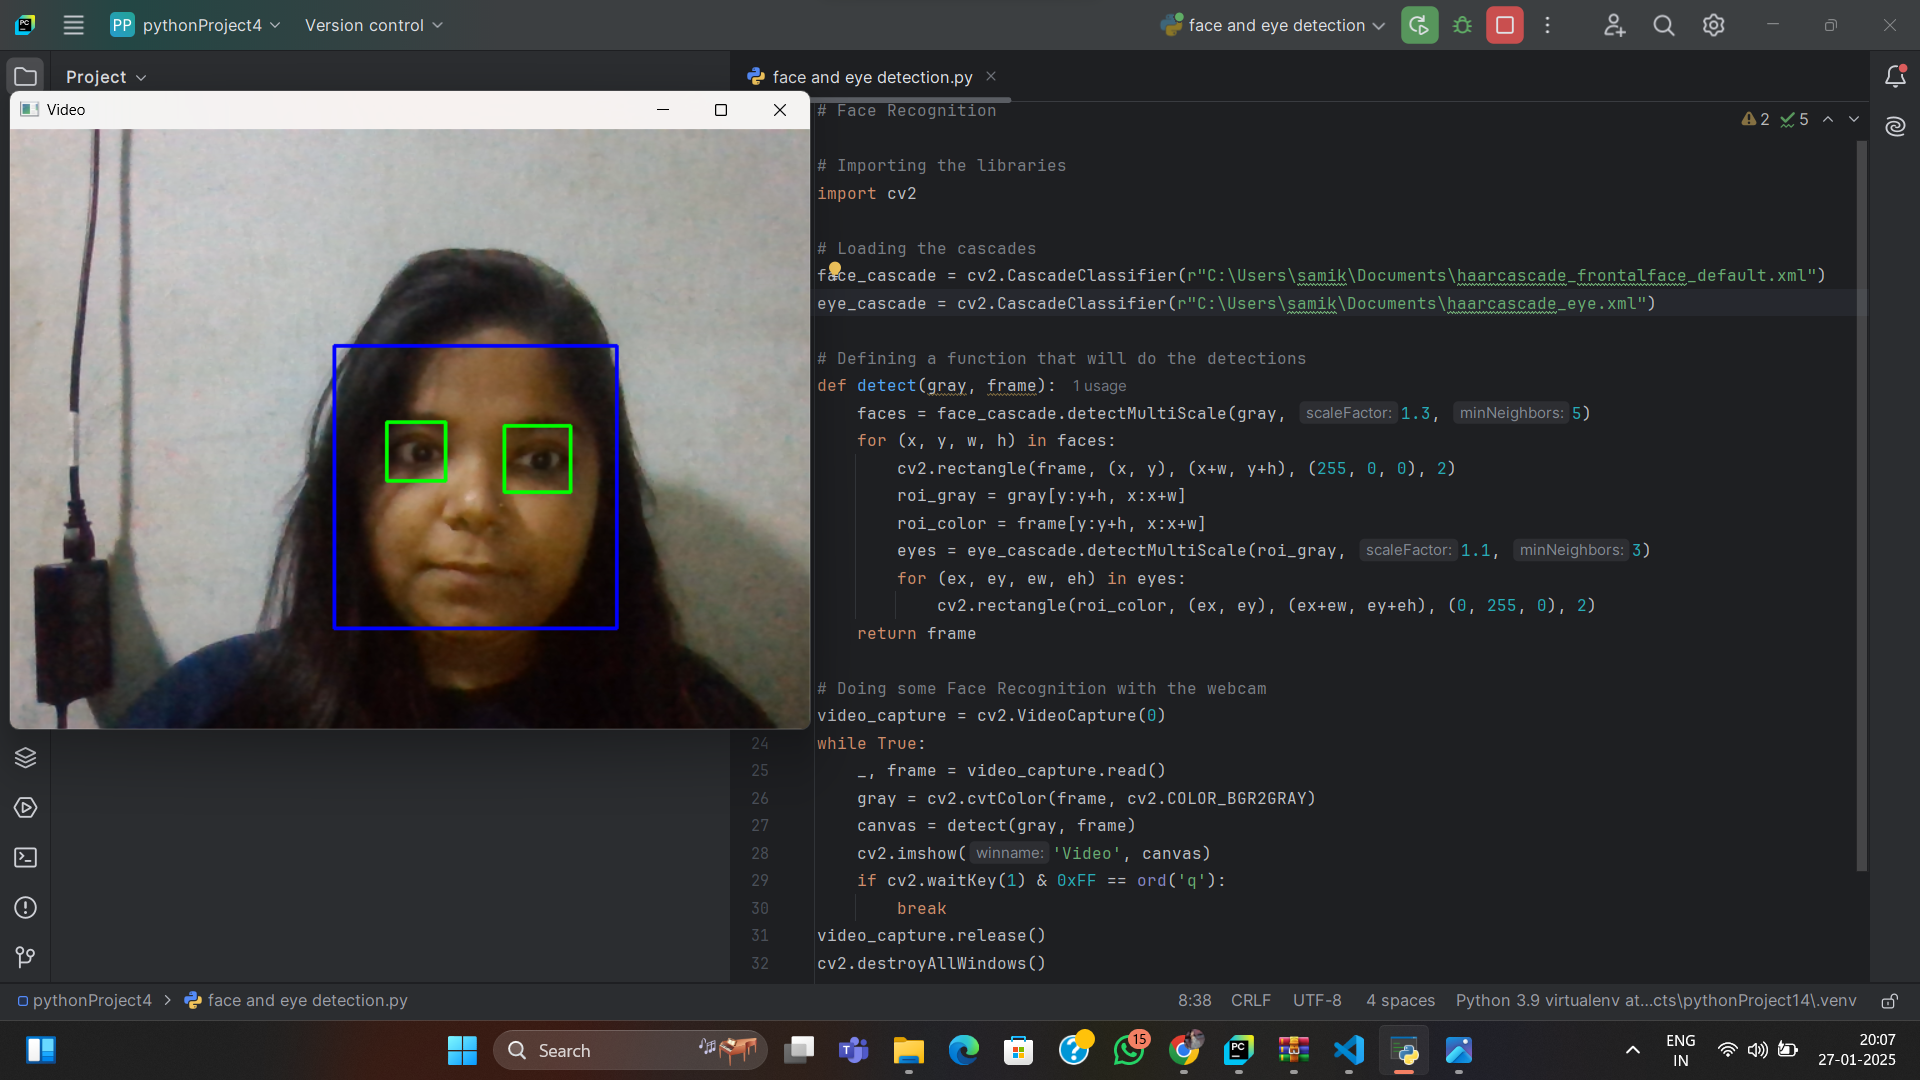 PC
PP pythonProject4
Version control
face and eye detection
Project
face and eye detection.py
Video
# Face Recognition
2 5
# Importing the libraries
import cv2
# Loading the cascades
face_cascade = cv2.CascadeClassifier(r"C:\Users\samik\Documents\haarcascade_frontalface_default.xml")
eye_cascade = cv2.CascadeClassifier(r"C:\Users\samik\Documents\haarcascade_eye.xml")
# Defining a function that will do the detections
def detect(gray, frame): 1 usage
faces = face_cascade.detectMultiScale(gray, scaleFactor: 1.3, minNeighbors: 5)
for (x, y, w, h) in faces:
cv2.rectangle(frame, (x, y), (x+w, y+h), (255, 0, 0), 2)
roi_gray = gray[y:y+h, x:x+w]
roi_color = frame[y:y+h, x:x+w]
eyes = eye_cascade.detectMultiScale(roi_gray, scaleFactor: 1.1, minNeighbors: 3)
for (ex, ey, ew, eh) in eyes:
cv2.rectangle(roi_color, (ex, ey), (ex+ew, ey+eh), (0, 255, 0), 2)
return frame
# Doing some Face Recognition with the webcam
video_capture = cv2.VideoCapture(0)
24 while True:
25 _, frame = video_capture.read()
26 gray = cv2.cvtColor(frame, cv2.COLOR_BGR2GRAY)
27 canvas = detect(gray, frame)
28 cv2.imshow( winname: 'Video', canvas)
29 if cv2.waitKey(1) & 0xFF == ord('q'):
30 break
31 video_capture.release()
32 cv2.destroyAllWindows()
pythonProject4 > face and eye detection.py
8:38 CRLF UTF-8 4 spaces Python 3.9 virtualenv at...cts\pythonProject14\.venv
Search
15
PC
ENG
IN
20:07
27-01-2025